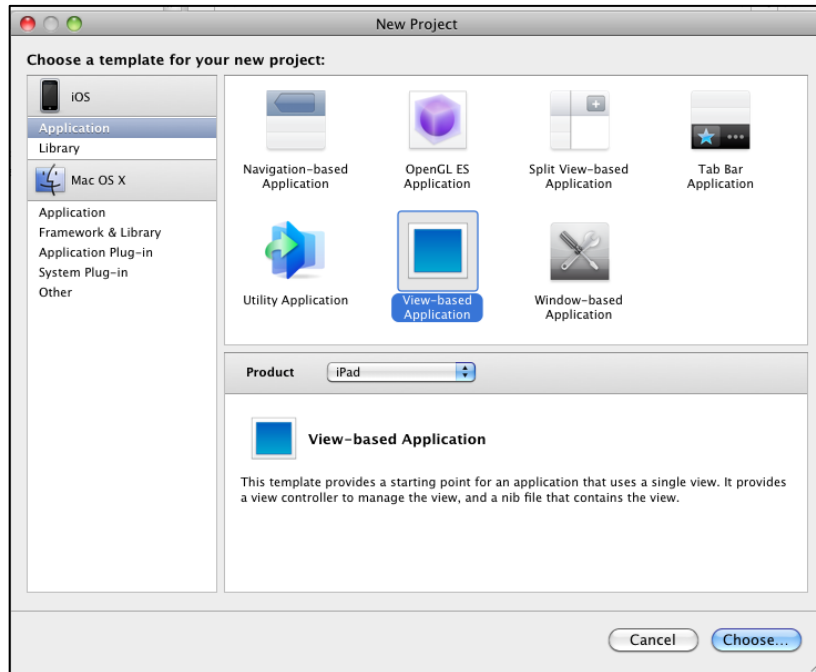 New Project
Choose a template for your new project:
iOS
Application
Library
Mac OS X
Application
Framework & Library
Application Plug-in
System Plug-in
Other
Navigation-based
Application
OpenGL ES
Application
Split View-based
Application
Tab Bar
Application
Utility Application
View-based
Application
Window-based
Application
Product
iPad
View-based Application
This template provides a starting point for an application that uses a single view. It provides
a view controller to manage the view, and a nib file that contains the view.
Cancel
Choose...